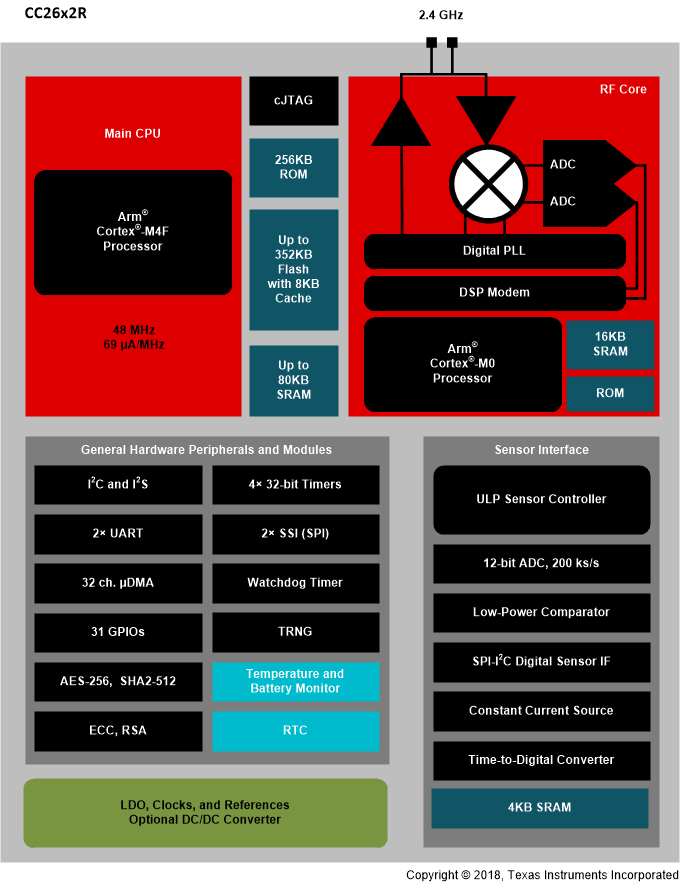 CC26x2R
2.4 GHz
cJTAG
RF Core
Main CPU
256KB
ROM
ADC
ADC
Arm®
Cortex®-M4F
Processor
Up to
352KB
Flash
with 8KB
Cache
Digital PLL
DSP Modem
48 MHz
69 µA/MHz
Arm®
Cortex®-M0
Processor
16KB
SRAM
ROM
Up to
80KB
SRAM
General Hardware Peripherals and Modules
I²C and I²S
4× 32-bit Timers
2× UART
2× SSI (SPI)
32 ch. µDMA
Watchdog Timer
31 GPIOs
TRNG
AES-256, SHA2-512
Temperature and
Battery Monitor
ECC, RSA
RTC
Sensor Interface
ULP Sensor Controller
12-bit ADC, 200 ks/s
Low-Power Comparator
SPI-I²C Digital Sensor IF
Constant Current Source
Time-to-Digital Converter
4KB SRAM
LDO, Clocks, and References
Optional DC/DC Converter
Copyright © 2018, Texas Instruments Incorporated